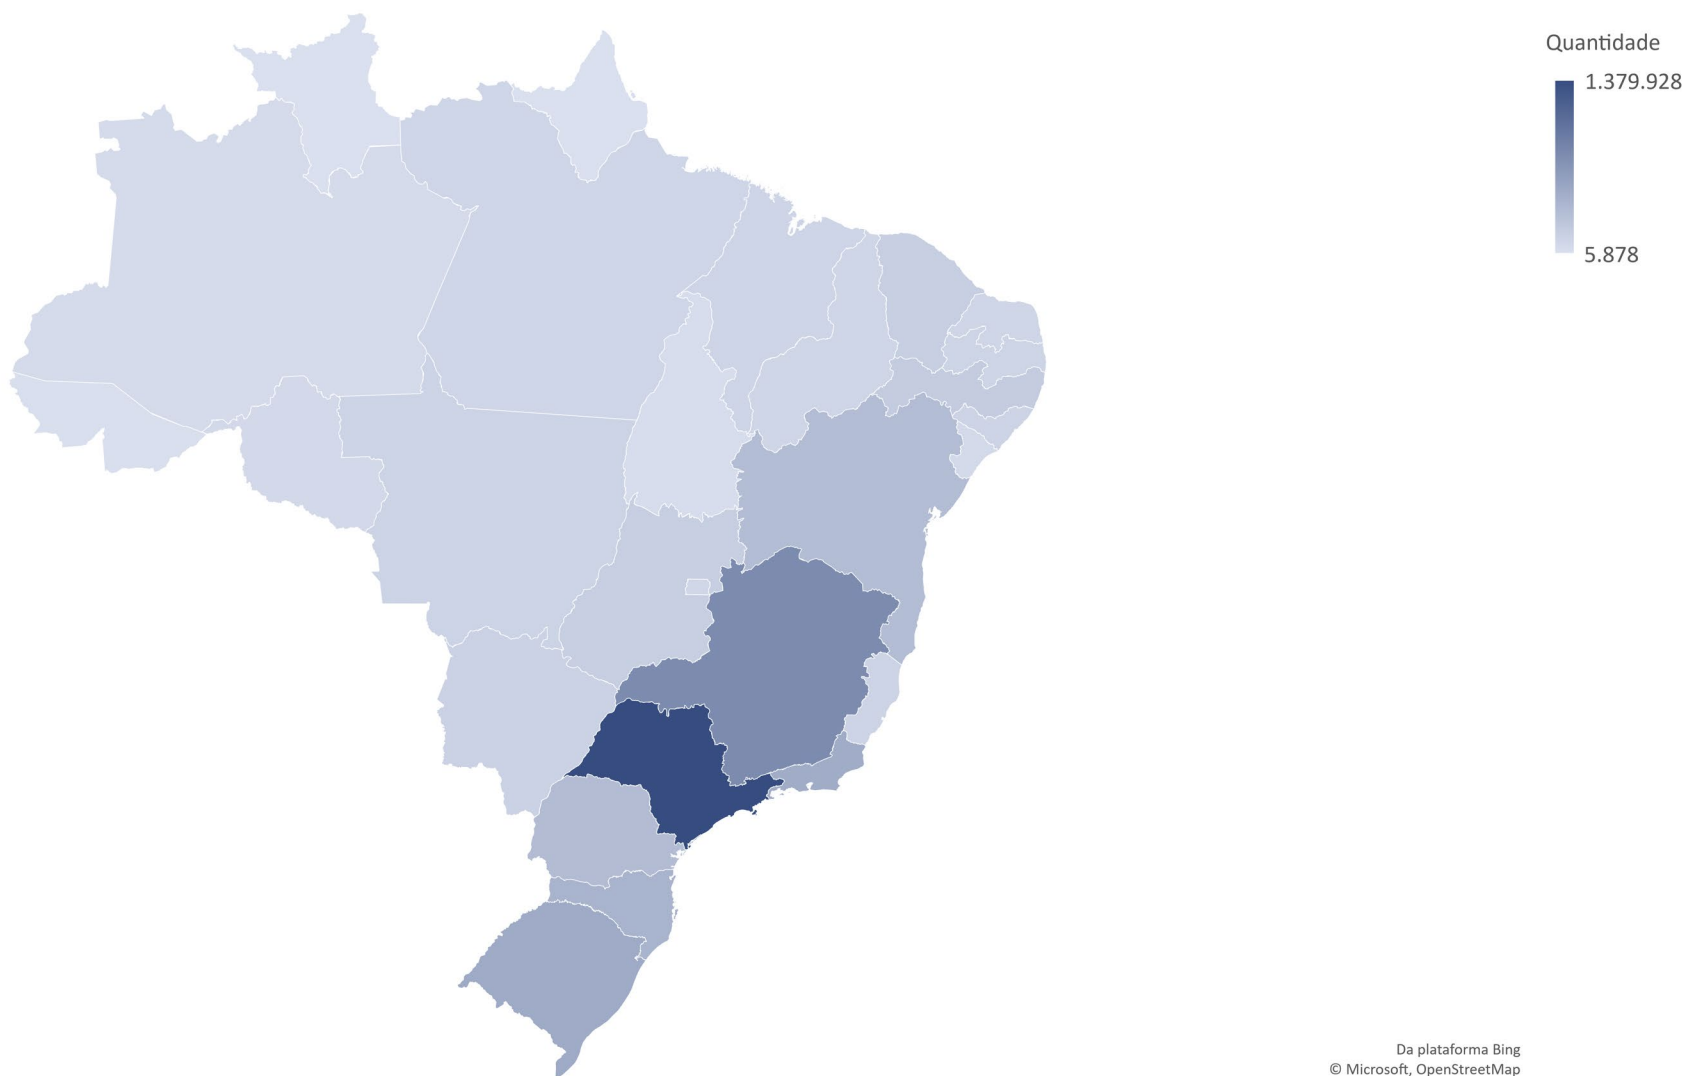 Quantidade
1.379.928
5.878
Da plataforma Bing
© Microsoft, OpenStreetMap